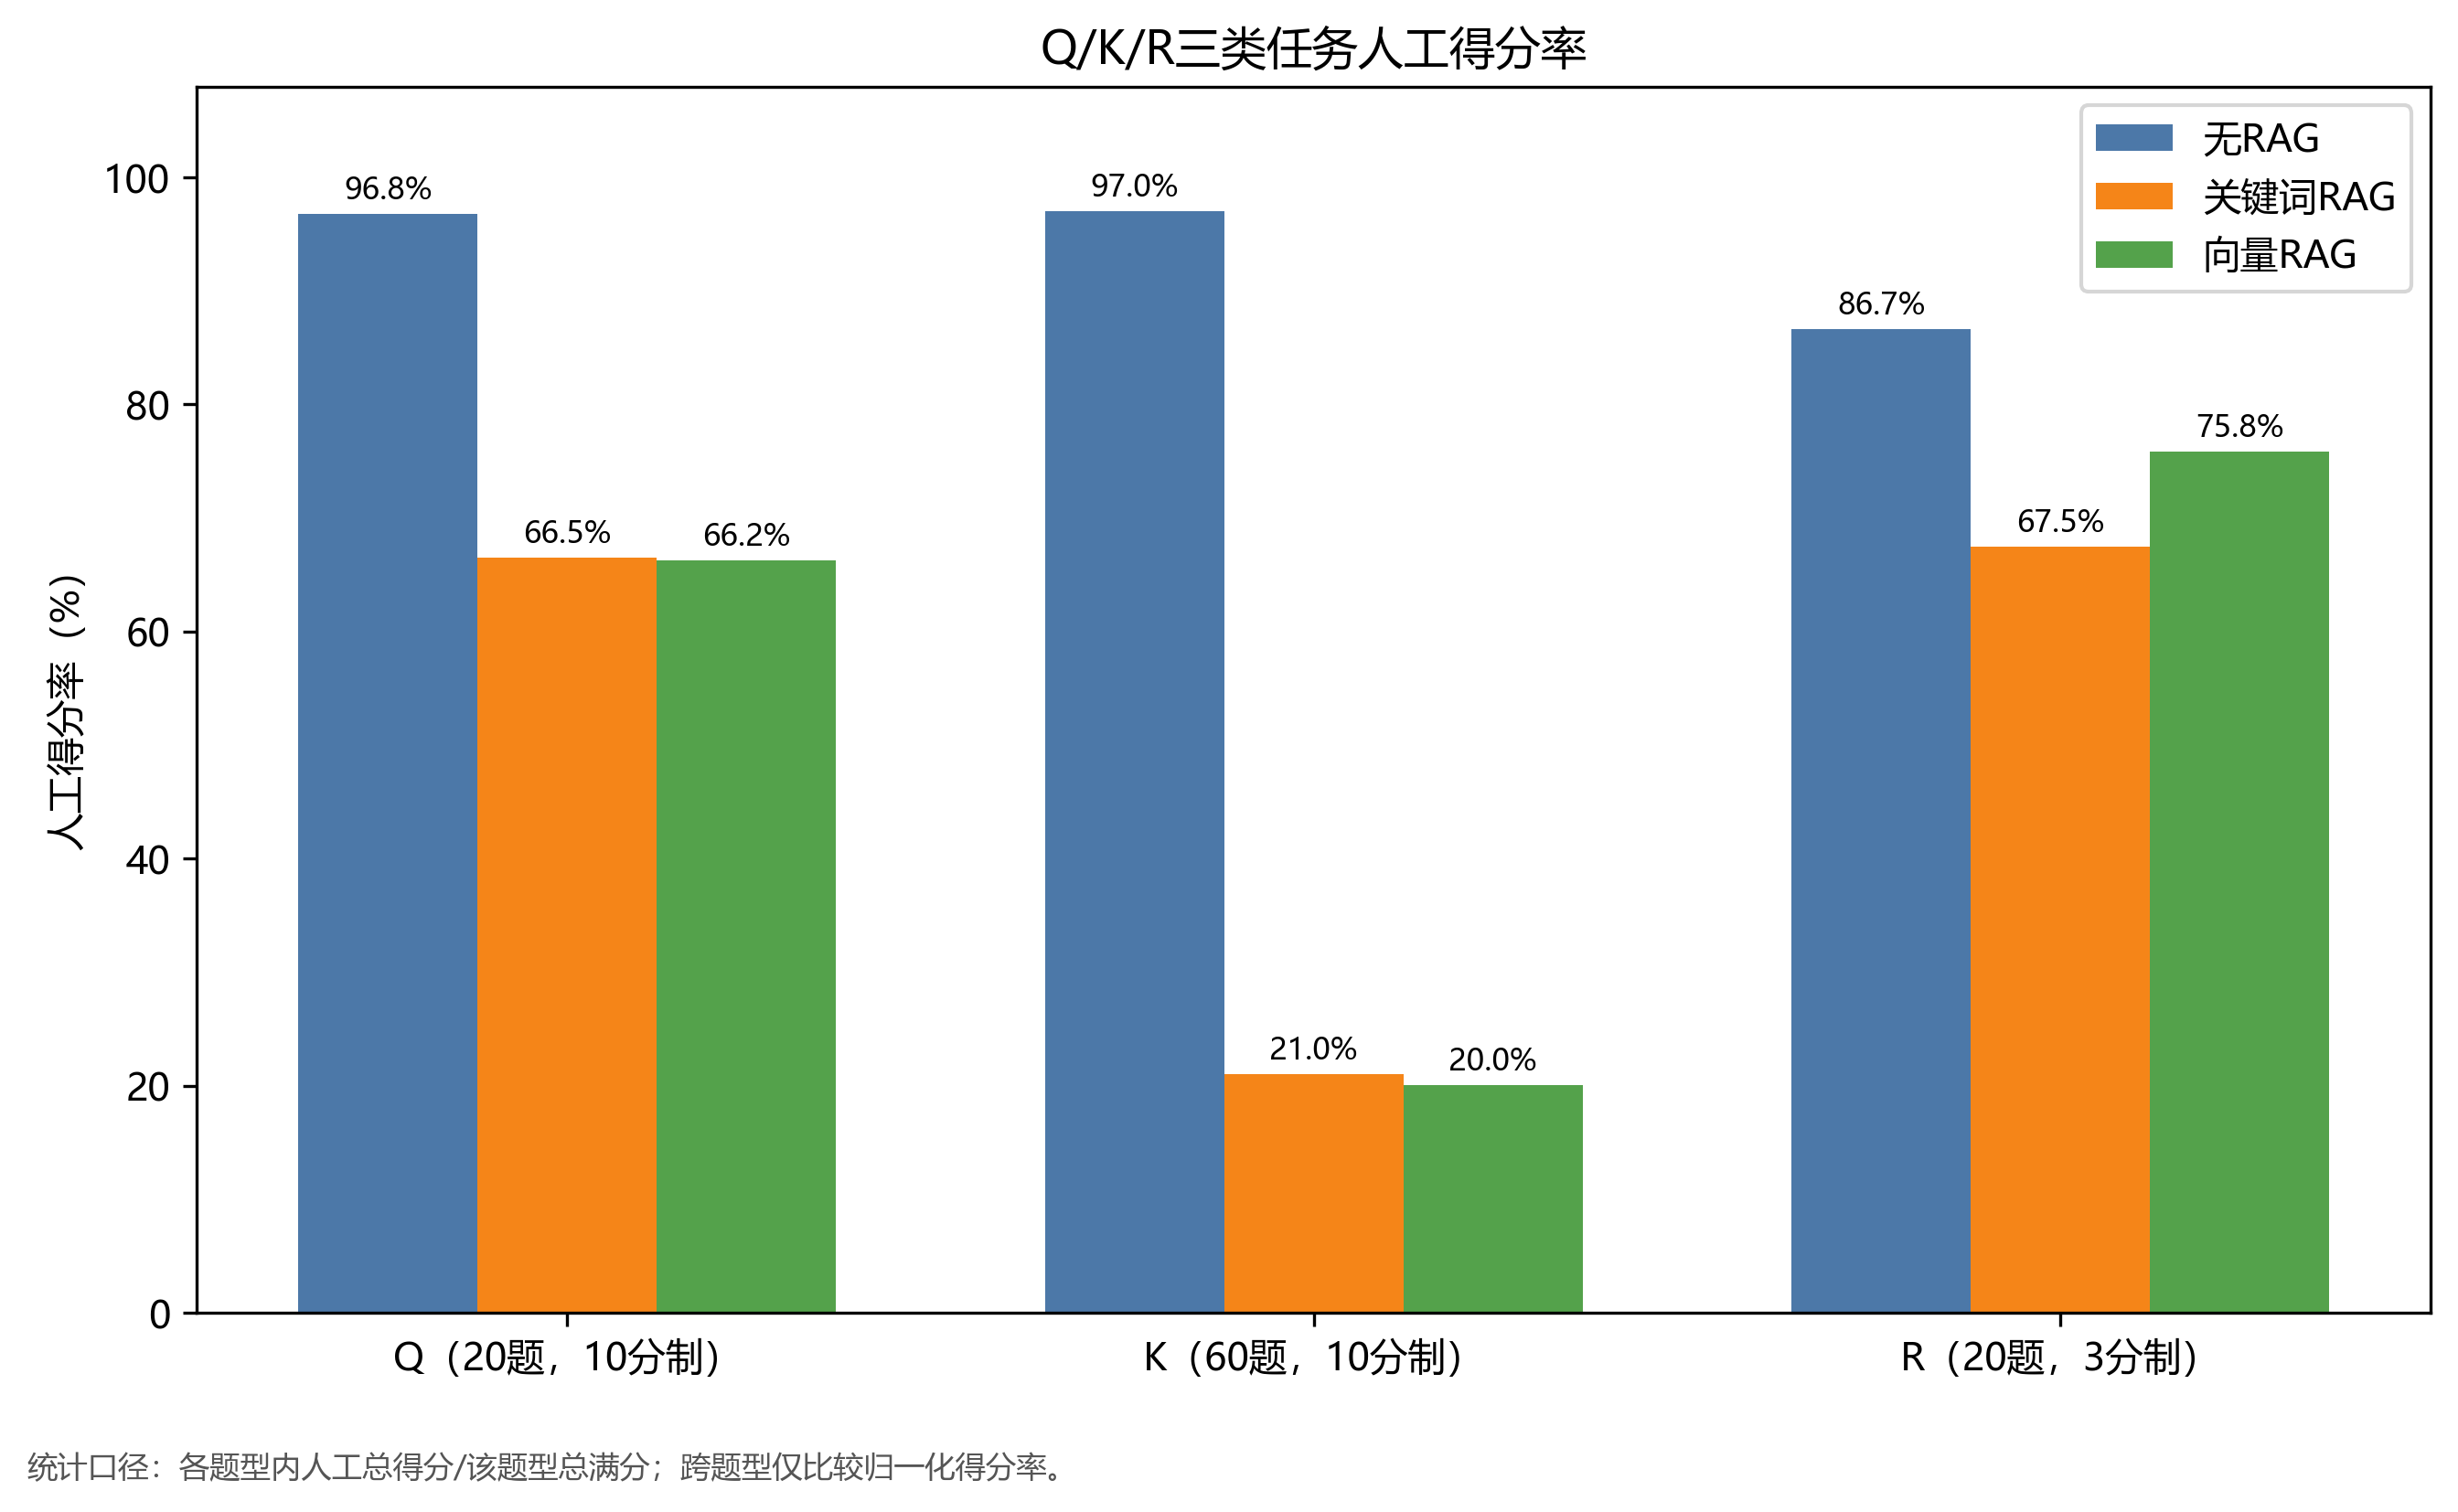 Q/K/R三类任务人工得分率
无RAG
关键词RAG
向量RAG
人工得分率（%）
100
80
60
40
20
0
96.8%
66.5%
66.2%
97.0%
21.0%
20.0%
86.7%
67.5%
75.8%
Q（20题，10分制）
K（60题，10分制）
R（20题，3分制）
统计口径：各题型内人工总得分/该题型总满分；跨题型仅比较归一化得分率。